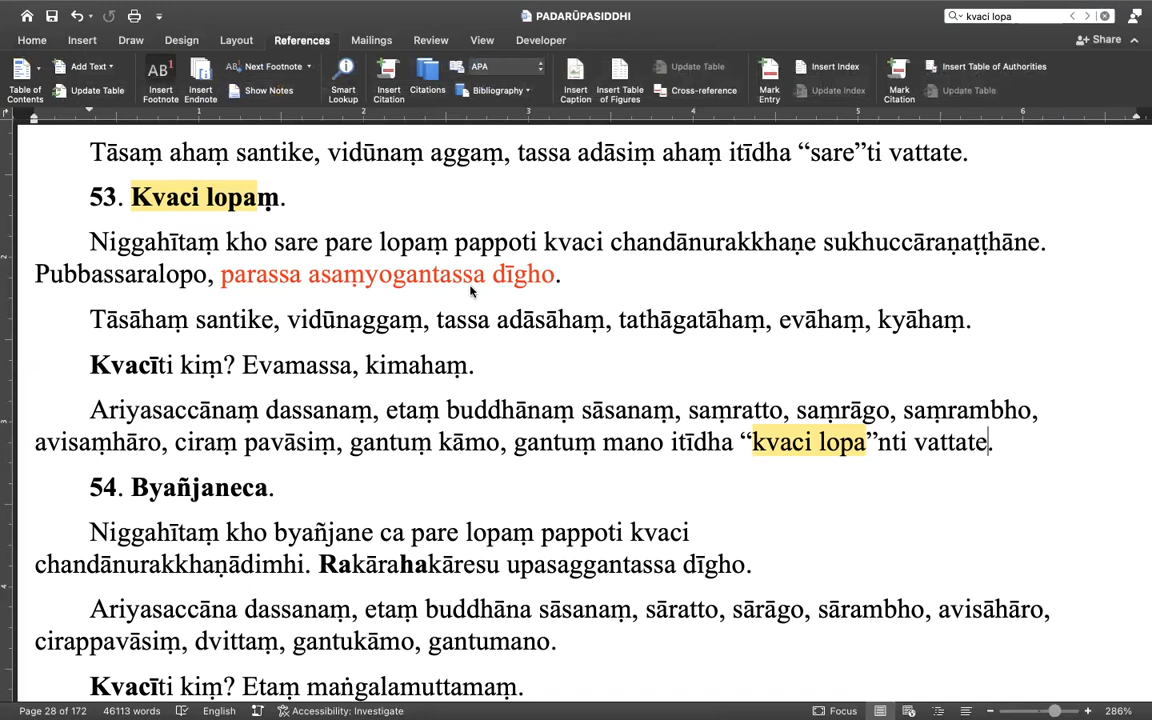 PADARŪPASIDDHI
kvaci lopa
Home Insert Draw Design Layout References Mailings Review View Developer
Share
Table of Contents
Add Text
Update Table
AB1 Insert Footnote
Insert Endnote
AB1 Next Footnote
Show Notes
Smart Lookup
Insert Citation
Citations
APA
Bibliography
Insert Caption
Insert Table of Figures
Update Table
Cross-reference
Mark Entry
Insert Index
Update Index
Mark Citation
Insert Table of Authorities
Update Table
1 2 3 4 5 6
Tāsaṃ ahaṃ santike, vidūnaṃ aggaṃ, tassa adāsiṃ ahaṃ itīdha “sare”ti vattate.
53. Kvaci lopaṃ.
Niggahītaṃ kho sare pare lopaṃ pappoti kvaci chandānurakkhaṇe sukhuccāraṇaṭṭhāne.
Pubbassaralopo, parassa asaṃyogantassa dīgho.
Tāsāhaṃ santike, vidūnaggaṃ, tassa adāsāhaṃ, tathāgatāhaṃ, evāhaṃ, kyāhaṃ.
Kvacīti kiṃ? Evamassa, kimahaṃ.
Ariyasaccānaṃ dassanaṃ, etaṃ buddhānaṃ sāsanaṃ, saṃratto, saṃrāgo, saṃrambho,
avisaṃhāro, ciraṃ pavāsiṃ, gantuṃ kāmo, gantuṃ mano itīdha “kvaci lopa”nti vattate.
54. Byañjaneca.
Niggahītaṃ kho byañjane ca pare lopaṃ pappoti kvaci
chandānurakkhaṇādimhi. Rakārahakāresu upasaggantassa dīgho.
Ariyasaccāna dassanaṃ, etaṃ buddhāna sāsanaṃ, sāratto, sārāgo, sārambho, avisāhāro,
cirappavāsiṃ, dvittaṃ, gantukāmo, gantumano.
Kvacīti kiṃ? Etaṃ maṅgalamuttamaṃ.
Page 28 of 172 46113 words English Accessibility: Investigate Focus 286%